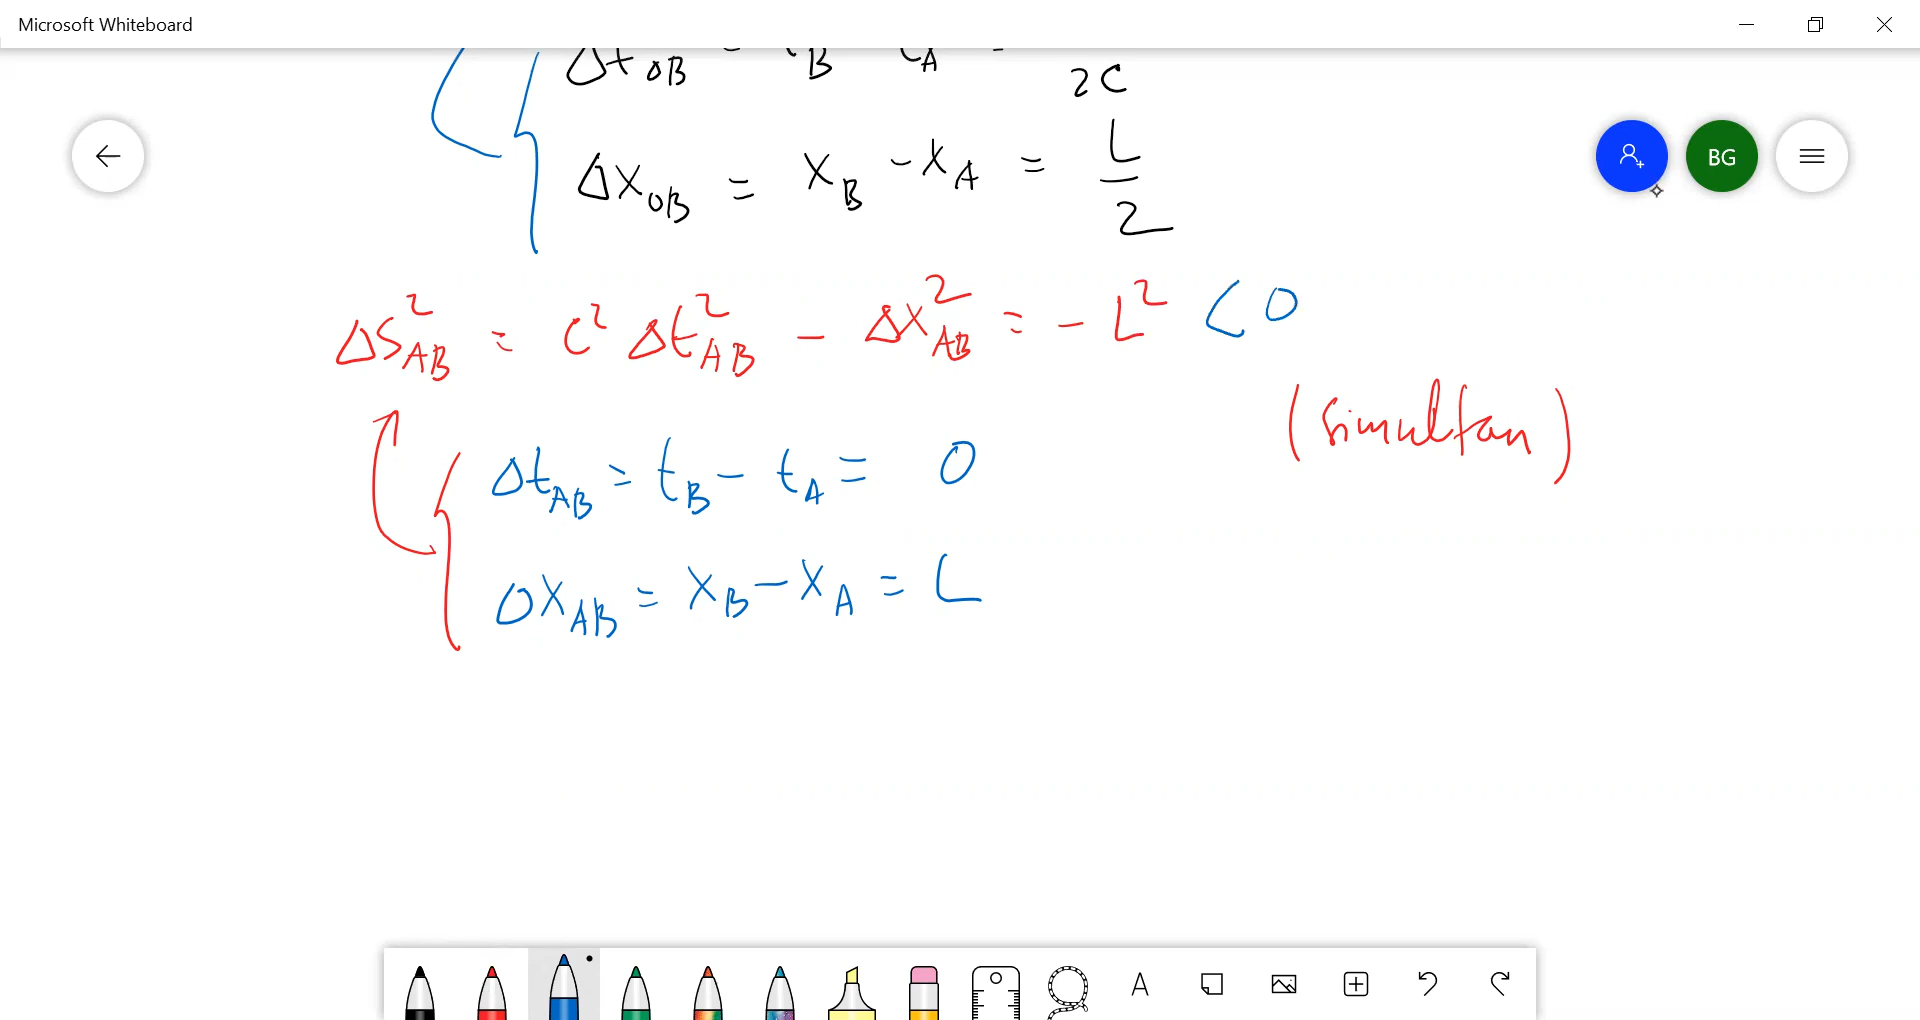 Microsoft Whiteboard
Δt_OB = t_B - t_A = 2C
BG
Δx_OB = x_B - x_A = L/2
ΔS²_AB = c² Δt²_AB - Δx²_AB = - L² < 0
(simultan)
Δt_AB = t_B - t_A = 0
Δx_AB = x_B - x_A = L
A